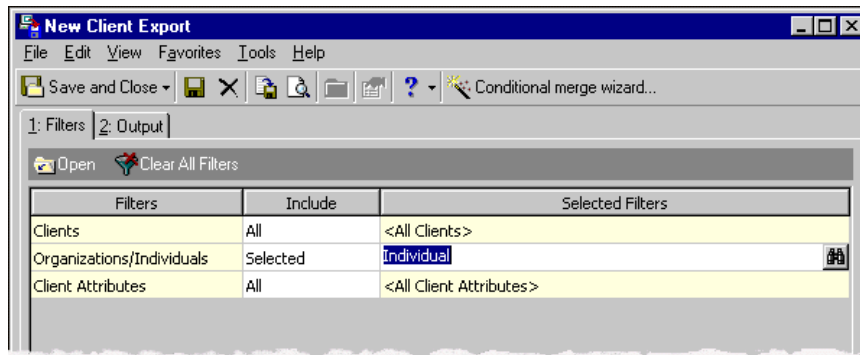 New Client Export
File Edit View Favorites Tools Help
Save and Close ? Conditional merge wizard...
1: Filters 2: Output
Open Clear All Filters
Filters Include Selected Filters
Clients All <All Clients>
Organizations/Individuals Selected Individual
Client Attributes All <All Client Attributes>